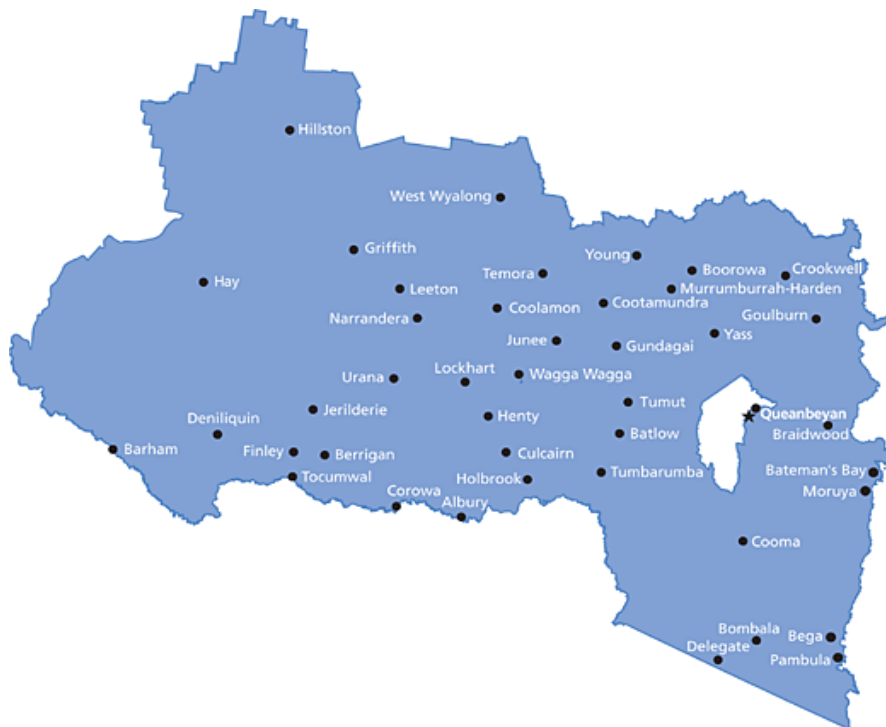 Hillston
West Wyalong
Griffith
Young
Boorowa
Crookwell
Hay
Temora
Leeton
Murrumburrah-Harden
Coolamon
Cootamundra
Narrandera
Goulburn
Junee
Gundagai
Yass
Urana
Lockhart
Wagga Wagga
Deniliquin
Jerilderie
Henty
Tumut
Queanbeyan
Barham
Finley
Berrigan
Culcairn
Batlow
Braidwood
Tocumwal
Holbrook
Tumbarumba
Bateman's Bay
Corowa
Albury
Moruya
Cooma
Bombala
Bega
Delegate
Pambula